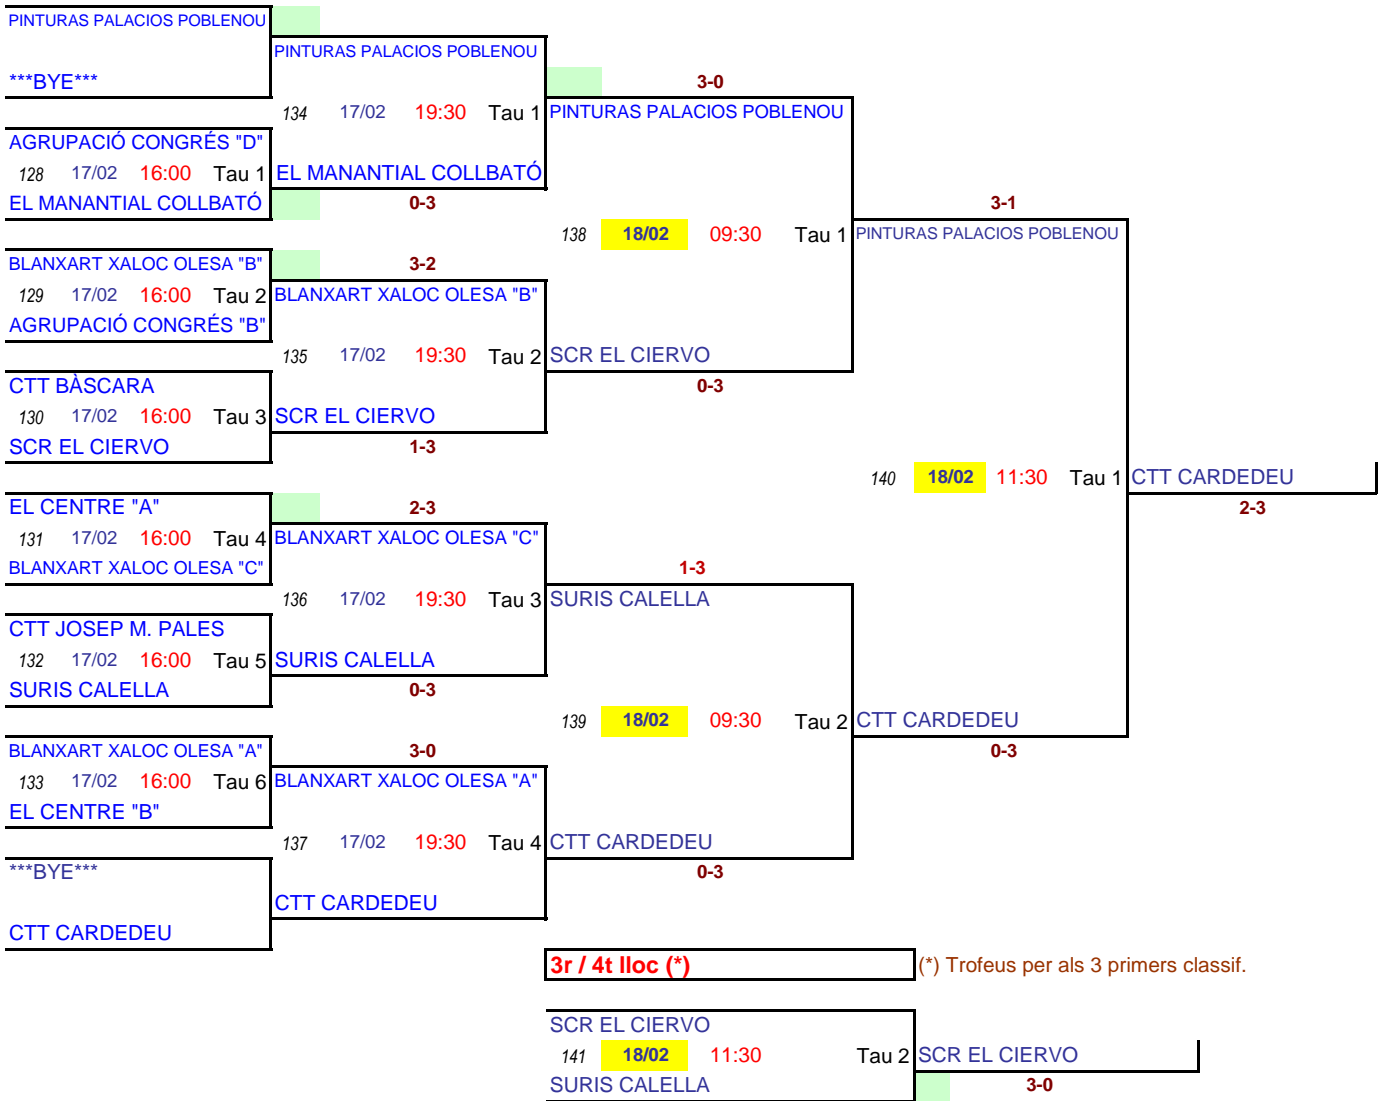 PINTURAS PALACIOS POBLENOU
PINTURAS PALACIOS POBLENOU
***BYE***
3-0
134 17/02 19:30 Tau 1 PINTURAS PALACIOS POBLENOU
AGRUPACIÓ CONGRÉS "D"
128 17/02 16:00 Tau 1 EL MANANTIAL COLLBATÓ
EL MANANTIAL COLLBATÓ 0-3 3-1
138 18/02 09:30 Tau 1 PINTURAS PALACIOS POBLENOU
BLANXART XALOC OLESA "B" 3-2
129 17/02 16:00 Tau 2 BLANXART XALOC OLESA "B"
AGRUPACIÓ CONGRÉS "B"
135 17/02 19:30 Tau 2 SCR EL CIERVO
CTT BÀSCARA 0-3
130 17/02 16:00 Tau 3 SCR EL CIERVO
SCR EL CIERVO 1-3
140 18/02 11:30 Tau 1 CTT CARDEDEU
EL CENTRE "A" 2-3 2-3
131 17/02 16:00 Tau 4 BLANXART XALOC OLESA "C"
BLANXART XALOC OLESA "C" 1-3
136 17/02 19:30 Tau 3 SURIS CALELLA
CTT JOSEP M. PALES
132 17/02 16:00 Tau 5 SURIS CALELLA
SURIS CALELLA 0-3
139 18/02 09:30 Tau 2 CTT CARDEDEU
BLANXART XALOC OLESA "A" 3-0 0-3
133 17/02 16:00 Tau 6 BLANXART XALOC OLESA "A"
EL CENTRE "B"
137 17/02 19:30 Tau 4 CTT CARDEDEU
***BYE*** 0-3
CTT CARDEDEU
CTT CARDEDEU
3r / 4t lloc (*) (*) Trofeus per als 3 primers classif.
SCR EL CIERVO
141 18/02 11:30 Tau 2 SCR EL CIERVO
SURIS CALELLA 3-0